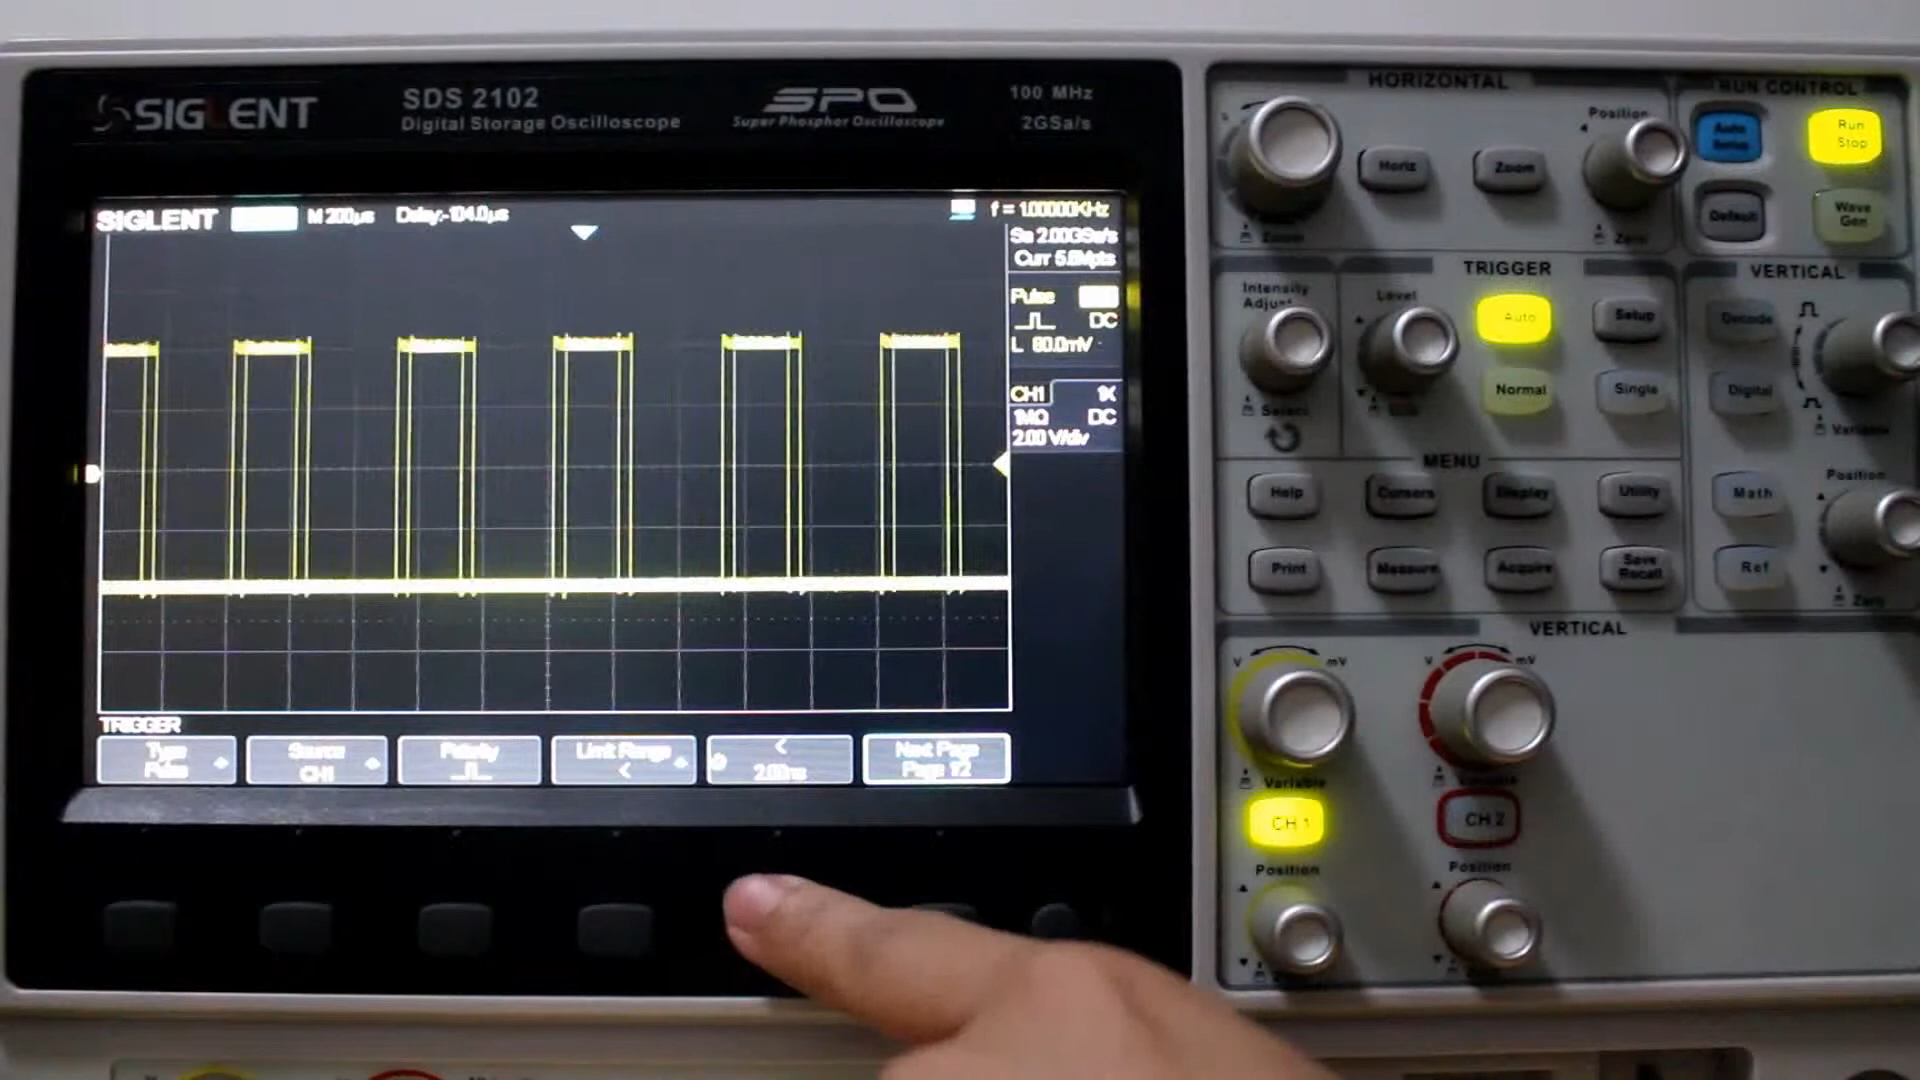 SIGLENT
SDS 2102
Digital Storage Oscilloscope
SPO
Super Phosphor Oscilloscope
100 MHz
2GSa/s
SIGLENT M 200µs Delay:-104.0µs f = 1.00000KHz
Sa 2.00GSa/s
Curr 5.6Mpts
Pulse
DC
L 80.0mV
CH1 1X
1MΩ DC
2.00 V/div
TRIGGER
Type
Pulse
Source
CH1
Polarity
Limit Range
<
<
2.00ns
Next Page
Page 1/2
HORIZONTAL
Position
Horiz
Zoom
Zoom
Zero
RUN CONTROL
Auto
Setup
Run
Stop
Default
Wave
Gen
TRIGGER
Intensity
Adjust
Level
Auto
Setup
Normal
Single
Select
VERTICAL
Decode
Digital
Variable
Math
Position
Ref
Zero
MENU
Help
Cursors
Display
Utility
Print
Measure
Acquire
Save
Recall
VERTICAL
V mV
V mV
Variable
Variable
CH 1
CH 2
Position
Position